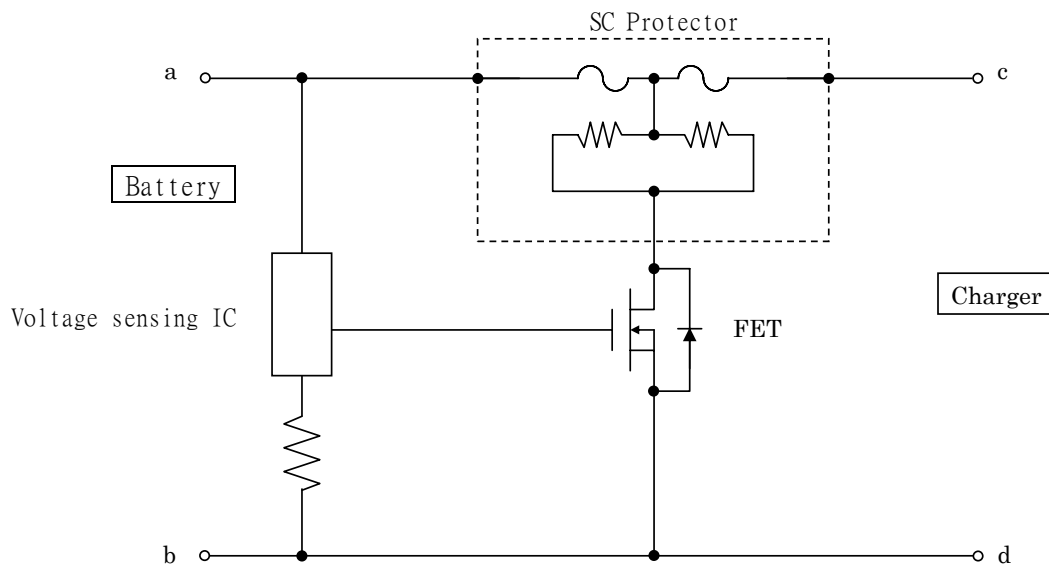 SC Protector
a
c
Battery
Charger
Voltage sensing IC
FET
b
d